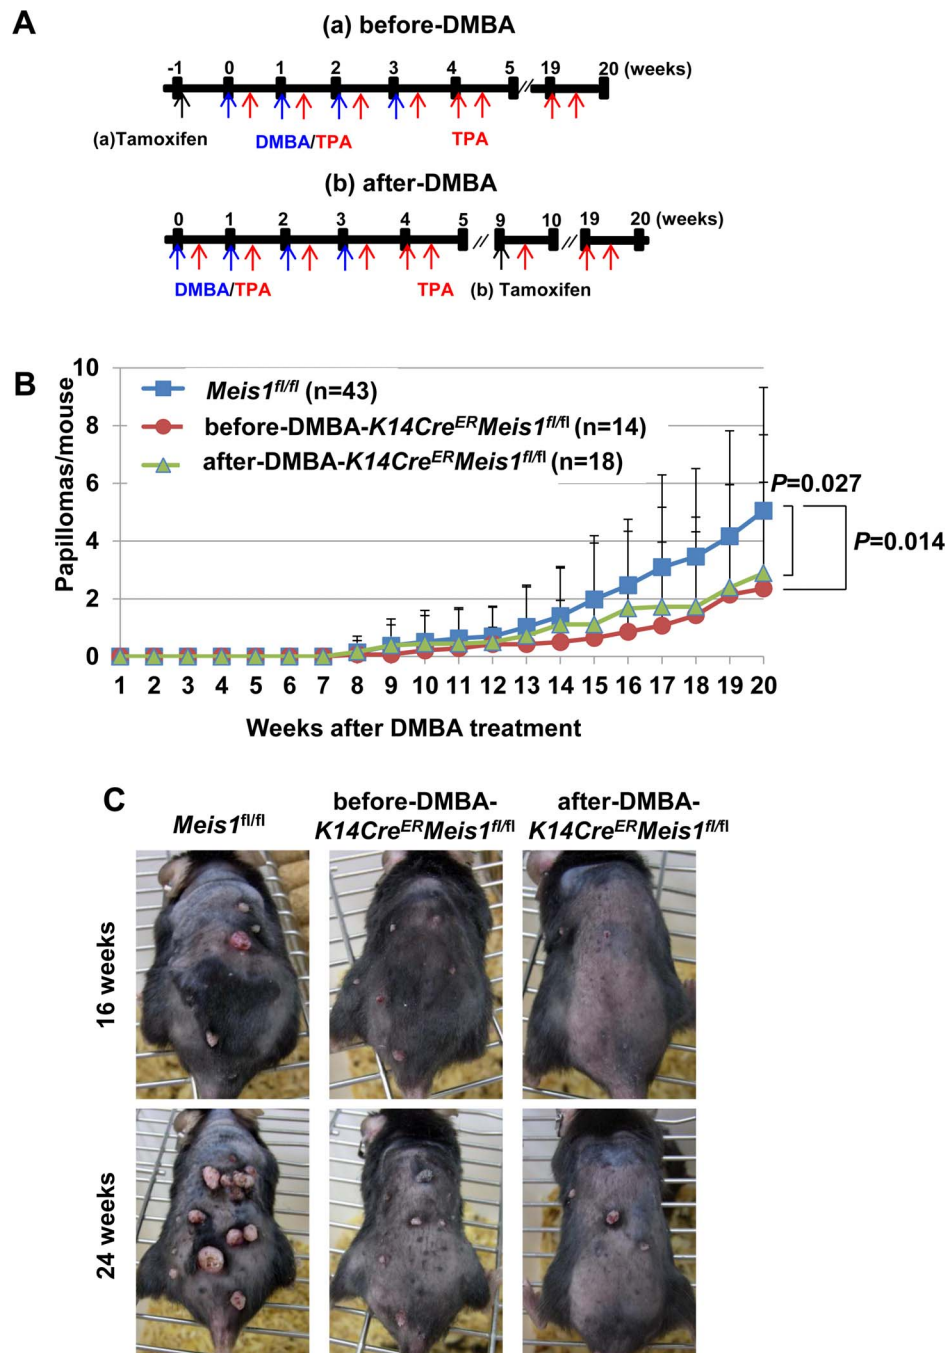 A
(a) before-DMBA
-1 0 1 2 3 4 5 19 20 (weeks)
(a)Tamoxifen DMBA/TPA TPA
(b) after-DMBA
0 1 2 3 4 5 9 10 19 20 (weeks)
DMBA/TPA TPA (b) Tamoxifen
B
Papillomas/mouse
10
8
6
4
2
0
Meis1fl/fl (n=43)
before-DMBA-K14CreERMeis1fl/fl (n=14)
after-DMBA-K14CreERMeis1fl/fl (n=18)
P=0.027
P=0.014
1 2 3 4 5 6 7 8 9 10 11 12 13 14 15 16 17 18 19 20
Weeks after DMBA treatment
C
Meis1fl/fl
before-DMBA-
K14CreERMeis1fl/fl
after-DMBA-
K14CreERMeis1fl/fl
16 weeks
24 weeks